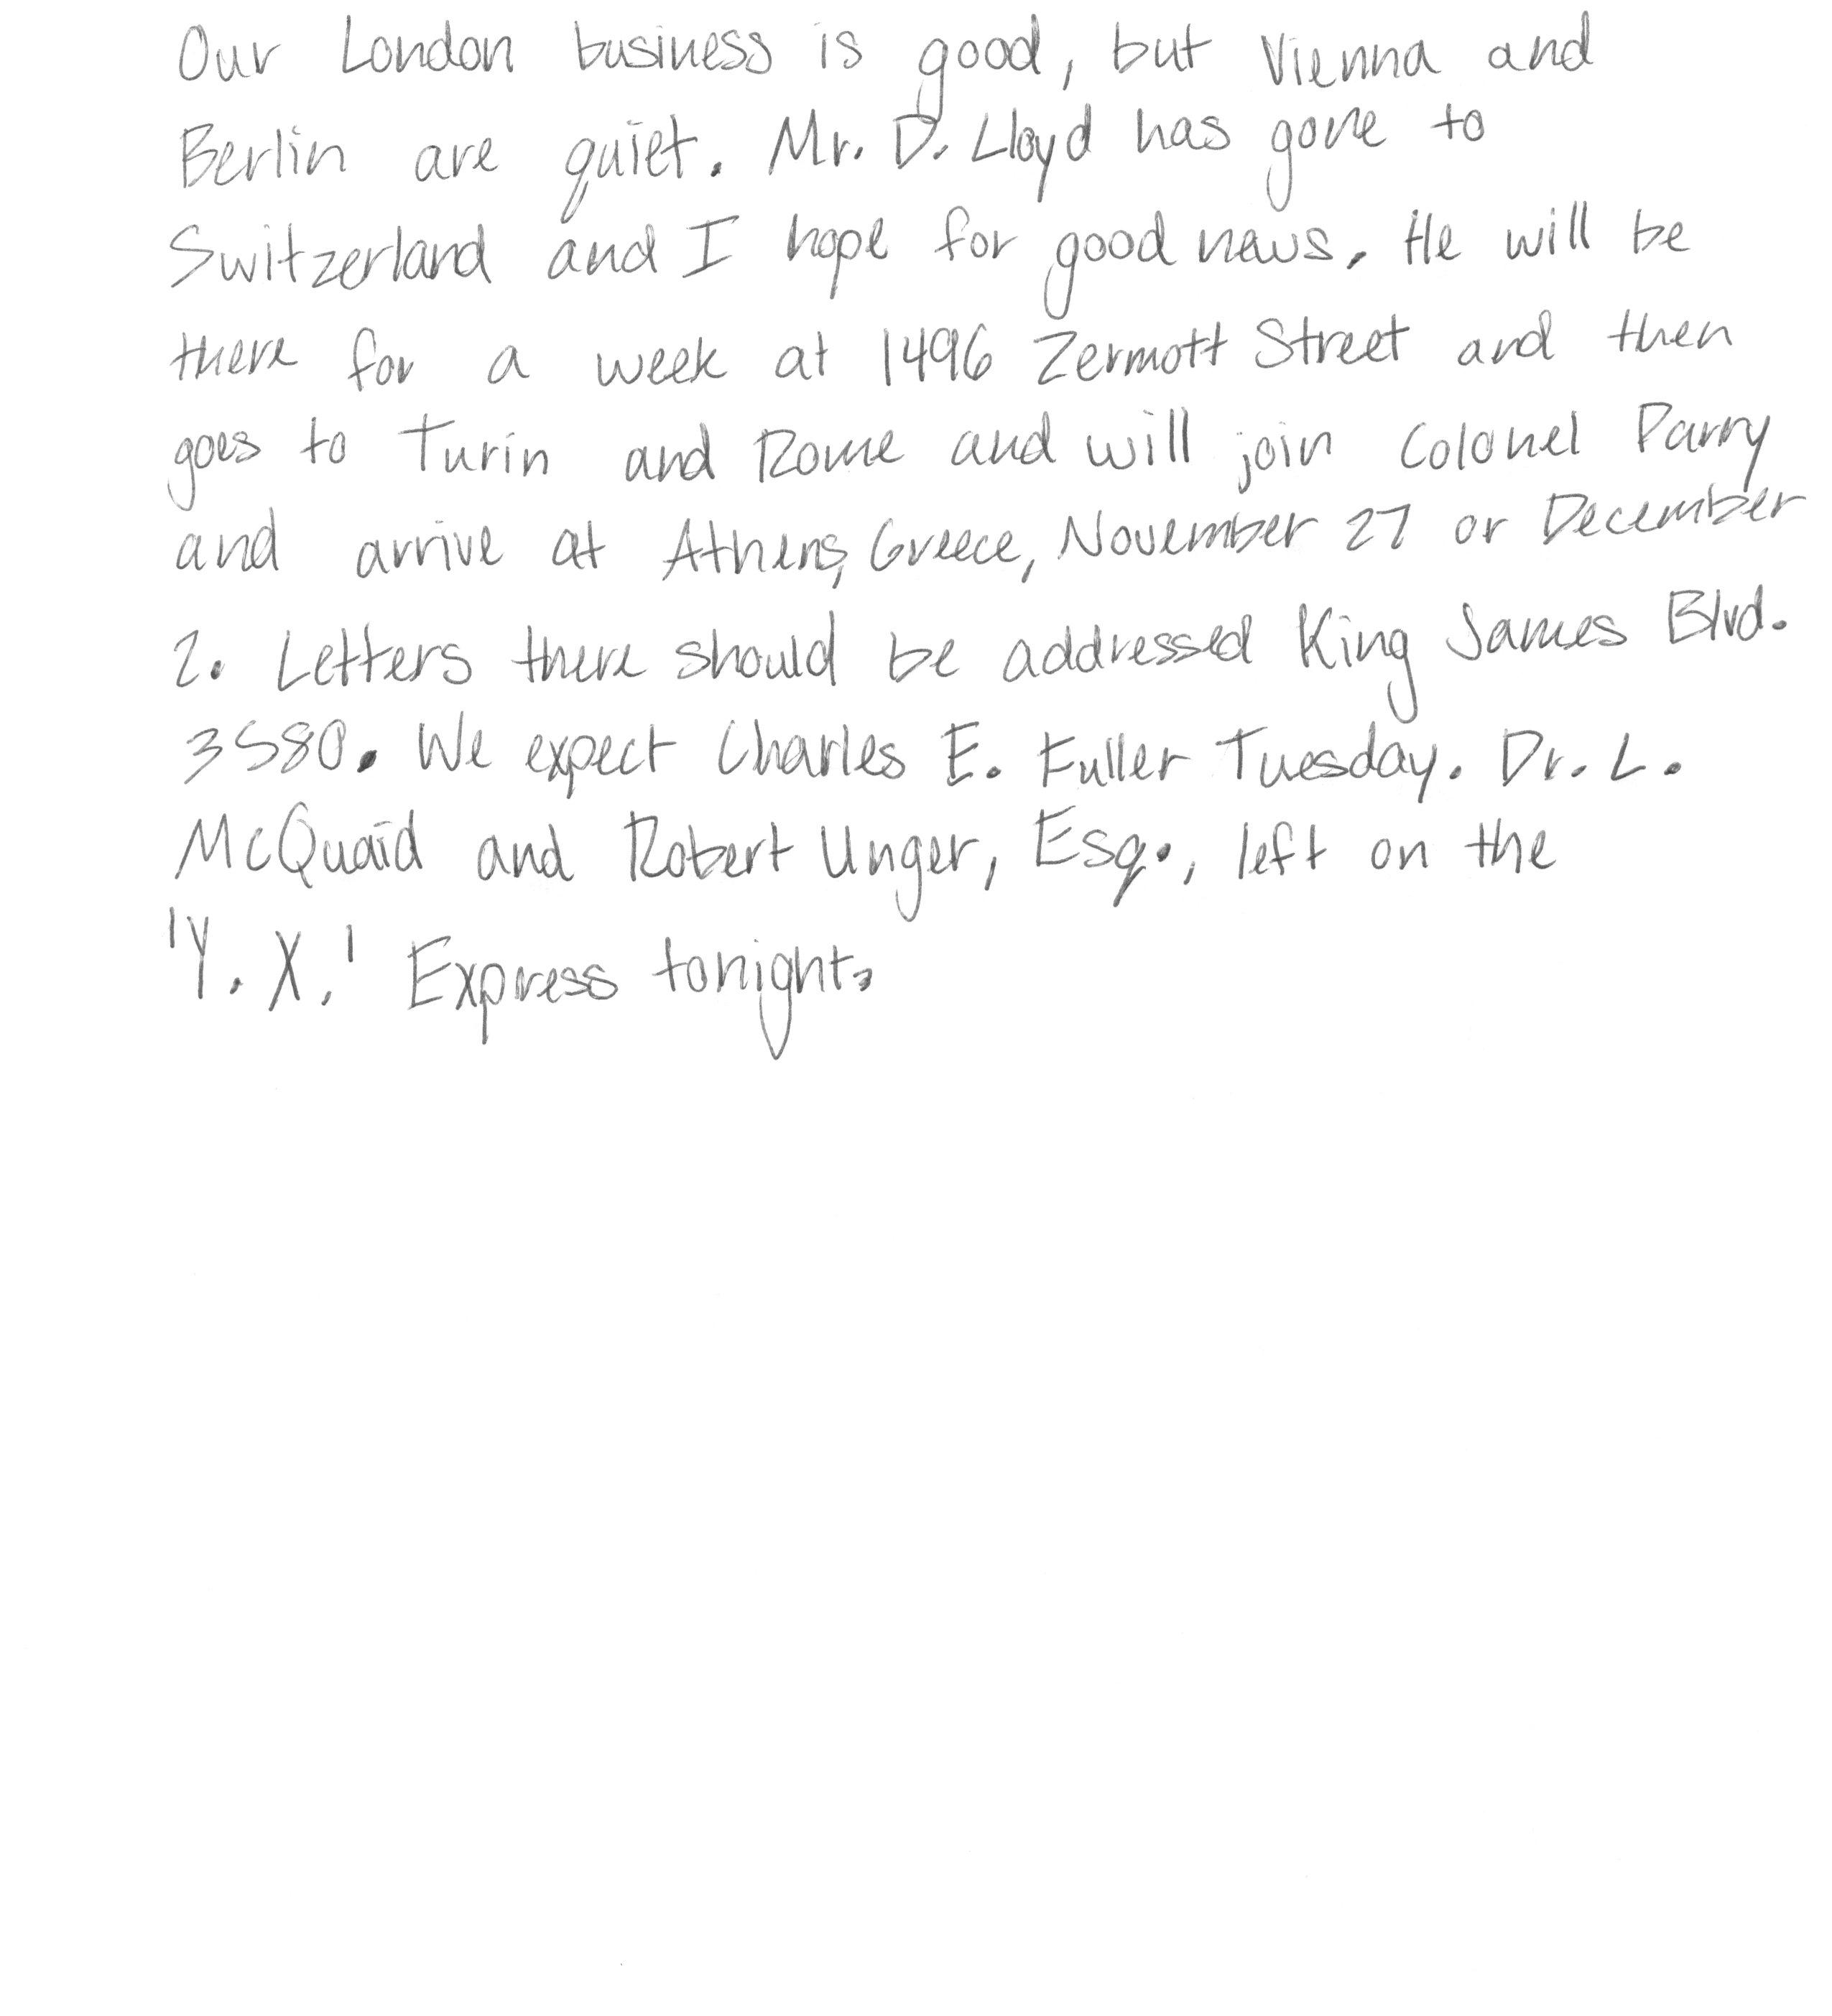 Our London business is good, but Vienna and
Berlin are quiet. Mr. D. Lloyd has gone to
Switzerland and I hope for good news. He will be
there for a week at 1496 Zermott Street and then
goes to Turin and Rome and will join Colonel Parry
and arrive at Athens, Greece, November 27 or December
2. Letters there should be addressed King James Blvd.
3580. We expect Charles E. Fuller Tuesday. Dr. L.
McQuaid and Robert Unger, Esq., left on the
'Y. X.' Express tonight.